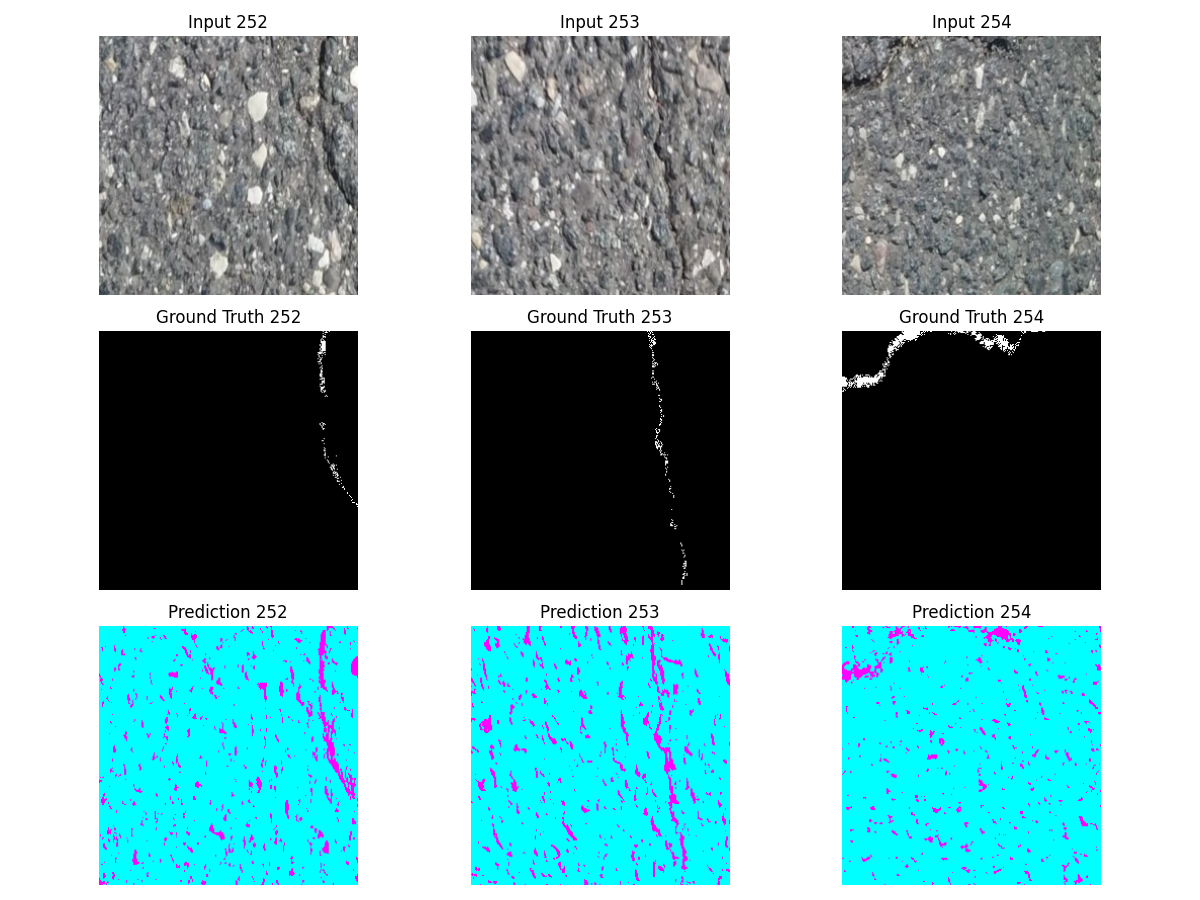 Input 252
Input 253
Input 254
Ground Truth 252
Ground Truth 253
Ground Truth 254
Prediction 252
Prediction 253
Prediction 254